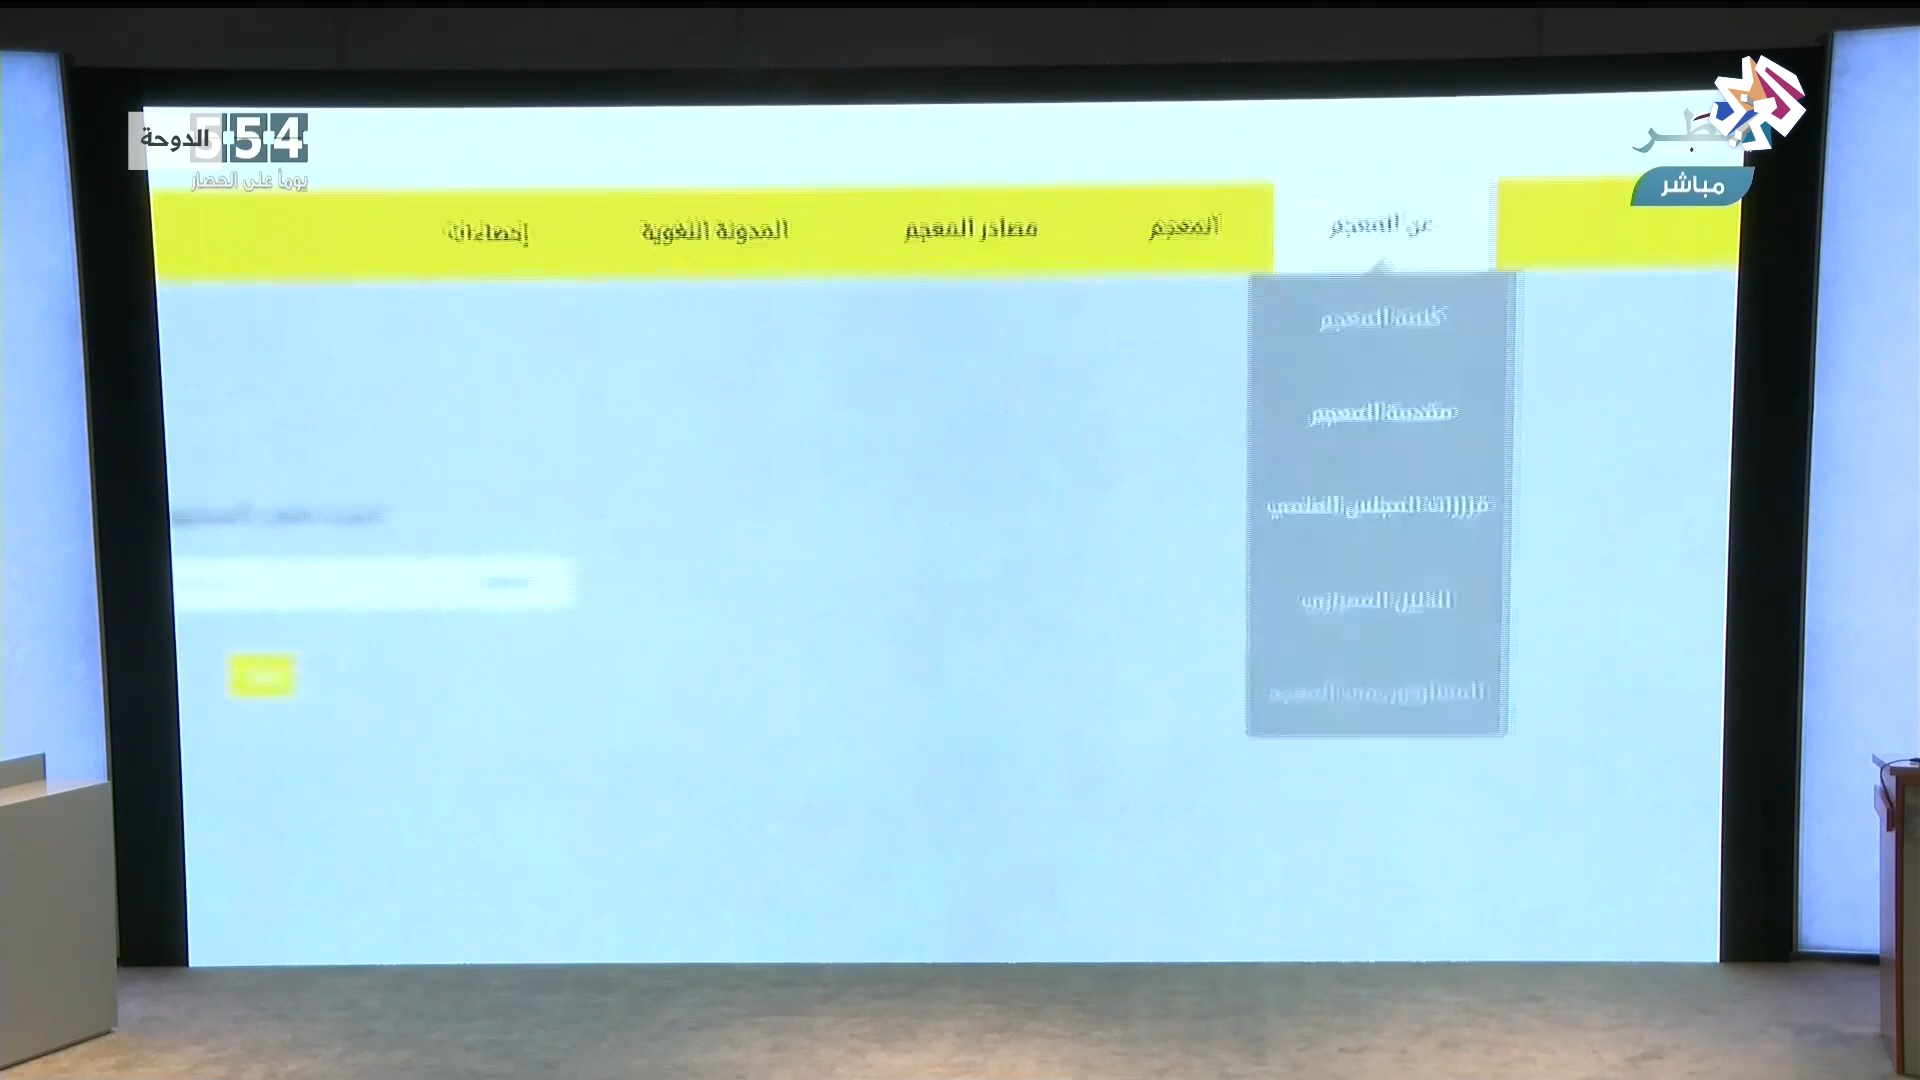 الدوحة
554
يوماً على الحصار
قطر
مباشر
عن المعجم
المعجم
مصادر المعجم
المدونة اللغوية
إحصاءات
كلمة المعجم
مقدمة المعجم
قرارات المجلس العلمي
الدليل المعياري